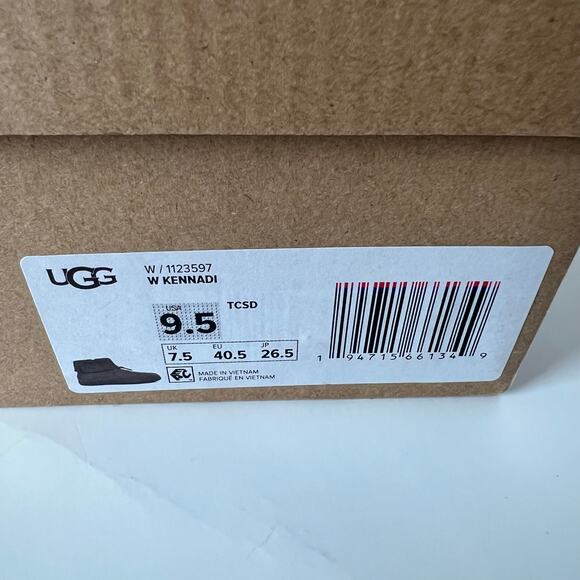 UGG
W / 1123597
W KENNADI
USA
9.5
TCSD
UK EU JP
7.5 40.5 26.5
MADE IN VIETNAM
FABRIQUÉ EN VIETNAM
1 94715 66134 9